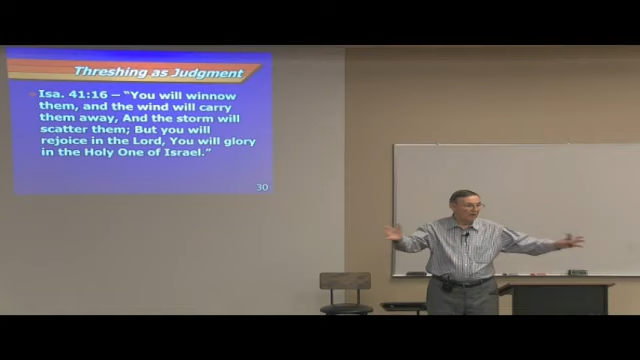 Threshing as Judgment
Isa. 41:16 – "You will winnow
them, and the wind will carry
them away, And the storm will
scatter them; But you will
rejoice in the Lord, You will glory
in the Holy One of Israel."
30